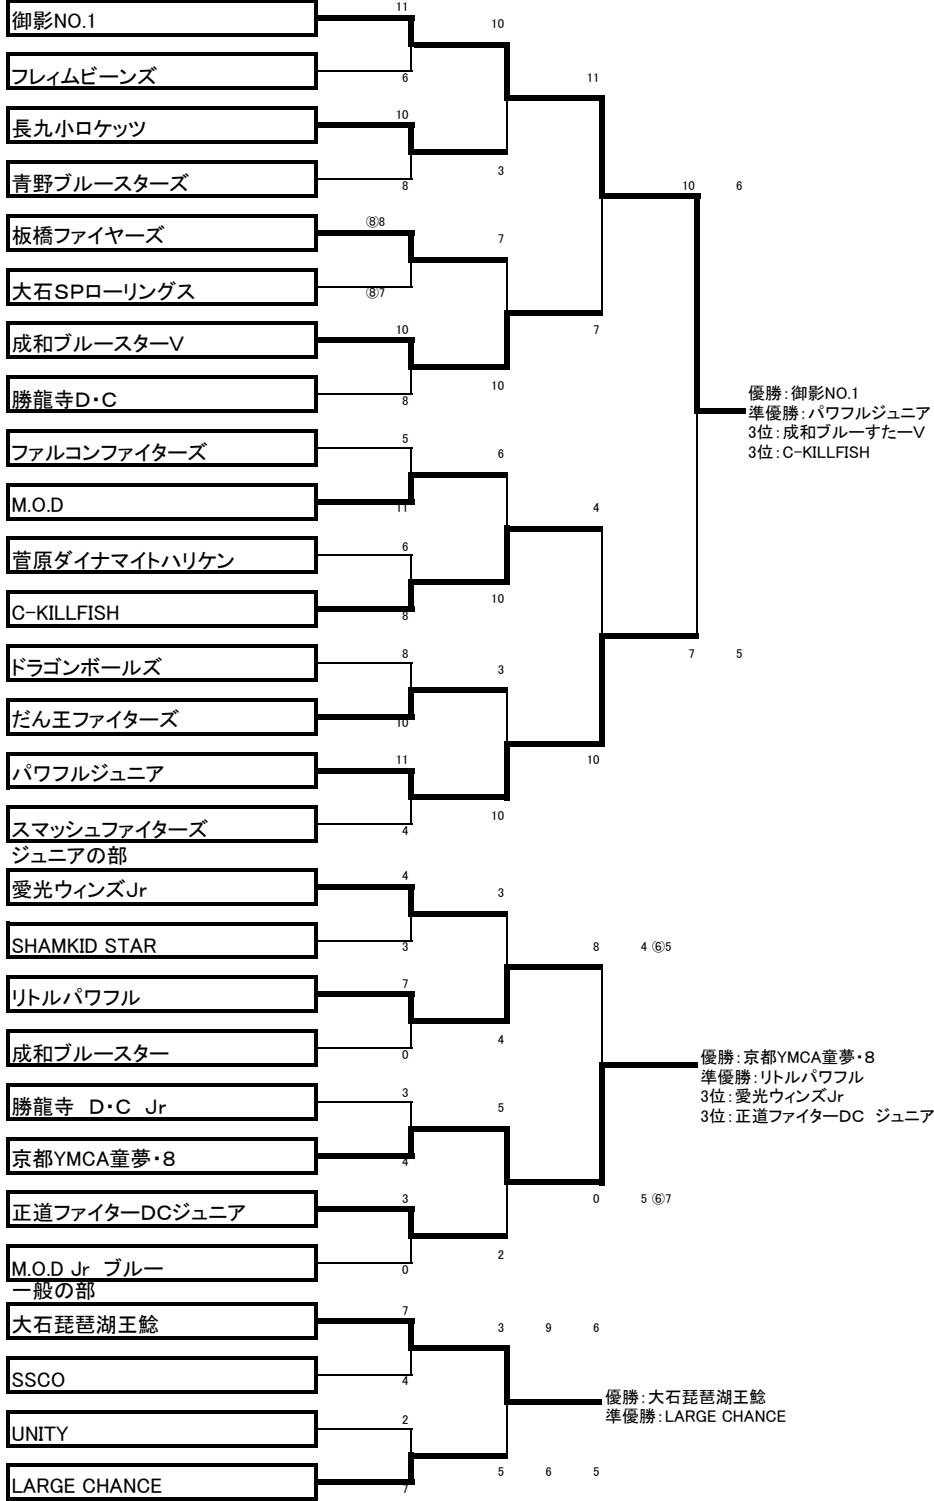 御影NO.1
11
10
フレィムビーンズ
6
11
長九小ロケッツ
10
青野ブルースターズ
8
3
10 6
板橋ファイヤーズ
⑧8
7
大石SPローリングス
⑧7
成和ブルースターV
10
7
勝龍寺D・C
8
10
優勝：御影NO.1
準優勝：パワフルジュニア
3位：成和ブルーすたーV
3位：C-KILLFISH
ファルコンファイターズ
5
6
M.O.D
11
4
菅原ダイナマイトハリケン
6
C-KILLFISH
8
10
ドラゴンボールズ
8
3
7 5
だん王ファイターズ
10
パワフルジュニア
11
10
スマッシュファイターズ
4
10
ジュニアの部
愛光ウィンズJr
4
3
SHAMKID STAR
3
8 4 ⑥5
リトルパワフル
7
成和ブルースター
0
4
優勝：京都YMCA童夢・8
準優勝：リトルパワフル
3位：愛光ウィンズJr
3位：正道ファイターDC ジュニア
勝龍寺 D・C Jr
3
5
京都YMCA童夢・8
4
正道ファイターDCジュニア
3
0 5 ⑥7
M.O.D Jr ブルー
0
2
一般の部
大石琵琶湖王鯰
7
3 9 6
SSCO
4
優勝：大石琵琶湖王鯰
準優勝：LARGE CHANCE
UNITY
2
LARGE CHANCE
7
5 6 5